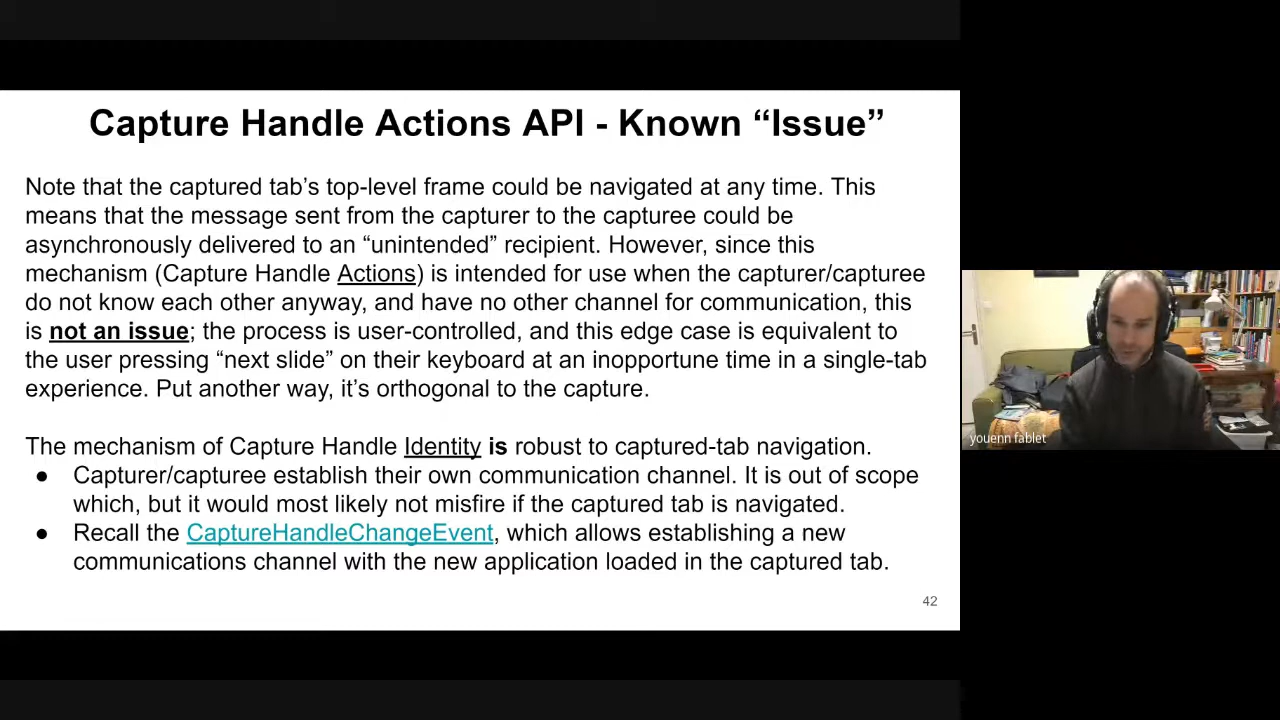 Capture Handle Actions API - Known “Issue”
Note that the captured tab’s top-level frame could be navigated at any time. This
means that the message sent from the capturer to the capturee could be
asynchronously delivered to an “unintended” recipient. However, since this
mechanism (Capture Handle Actions) is intended for use when the capturer/capturee
do not know each other anyway, and have no other channel for communication, this
is not an issue; the process is user-controlled, and this edge case is equivalent to
the user pressing “next slide” on their keyboard at an inopportune time in a single-tab
experience. Put another way, it’s orthogonal to the capture.
The mechanism of Capture Handle Identity is robust to captured-tab navigation.
● Capturer/capturee establish their own communication channel. It is out of scope
which, but it would most likely not misfire if the captured tab is navigated.
● Recall the CaptureHandleChangeEvent, which allows establishing a new
communications channel with the new application loaded in the captured tab.
42
youenn fablet